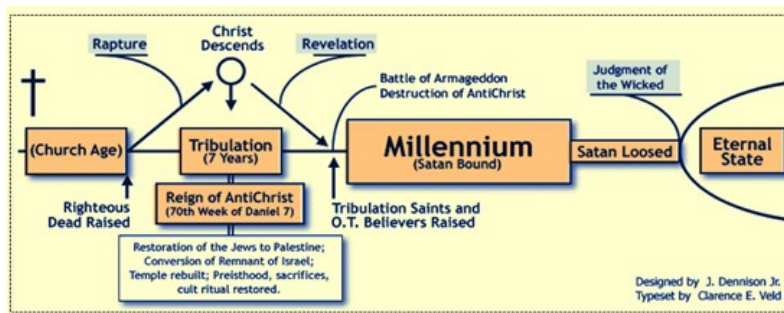 Rapture
Christ
Descends
Revelation
Battle of Armageddon
Destruction of AntiChrist
Judgment of
the Wicked
(Church Age)
Tribulation
(7 Years)
Millennium
(Satan Bound)
Satan Loosed
Eternal
State
Righteous
Dead Raised
Reign of AntiChrist
(70th Week of Daniel 7)
Tribulation Saints and
O.T. Believers Raised
Restoration of the Jews to Palestine;
Conversion of Remnant of Israel;
Temple rebuilt; Preisthood, sacrifices,
cult ritual restored.
Designed by J. Dennison Jr.
Typeset by Clarence E. Veld